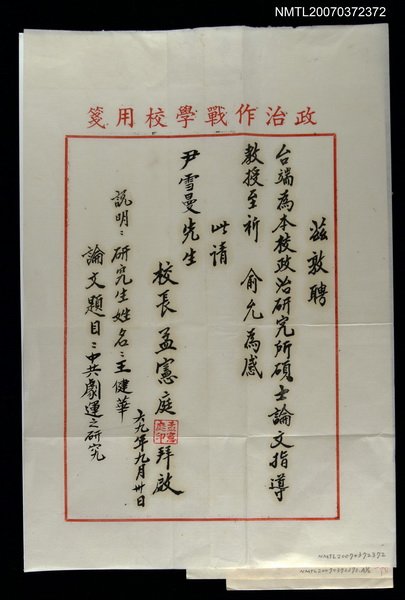 NMTL20070372372
政治作戰學校用箋
茲敦聘
台端為本校政治研究所碩士論文指導
教授至祈 俞允為感
此請
尹雪曼先生
校長 孟憲庭 拜啟
六九年九月卅日
說明：研究生姓名：王健華
論文題目：中共劇運之研究
NMTL20070372372